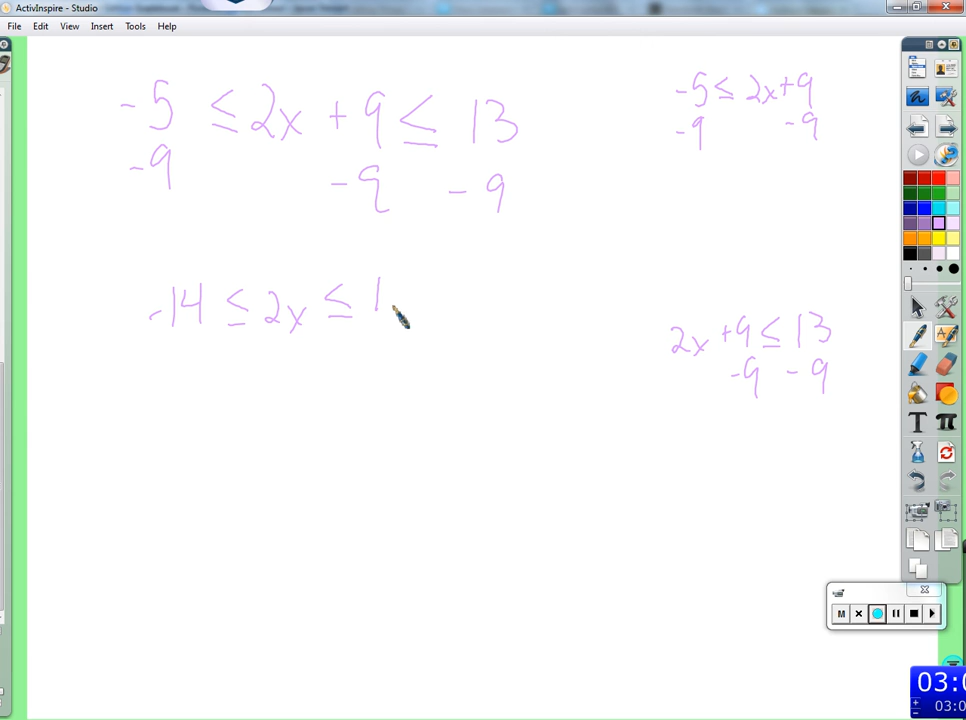 ActivInspire - Studio
File Edit View Insert Tools Help
-5 ≤ 2x + 9 ≤ 13
-9 -9 -9
-14 ≤ 2x ≤ 1
-5 ≤ 2x+9
-9 -9
2x +9 ≤ 13
-9 -9
T π
M
03:0
03:0